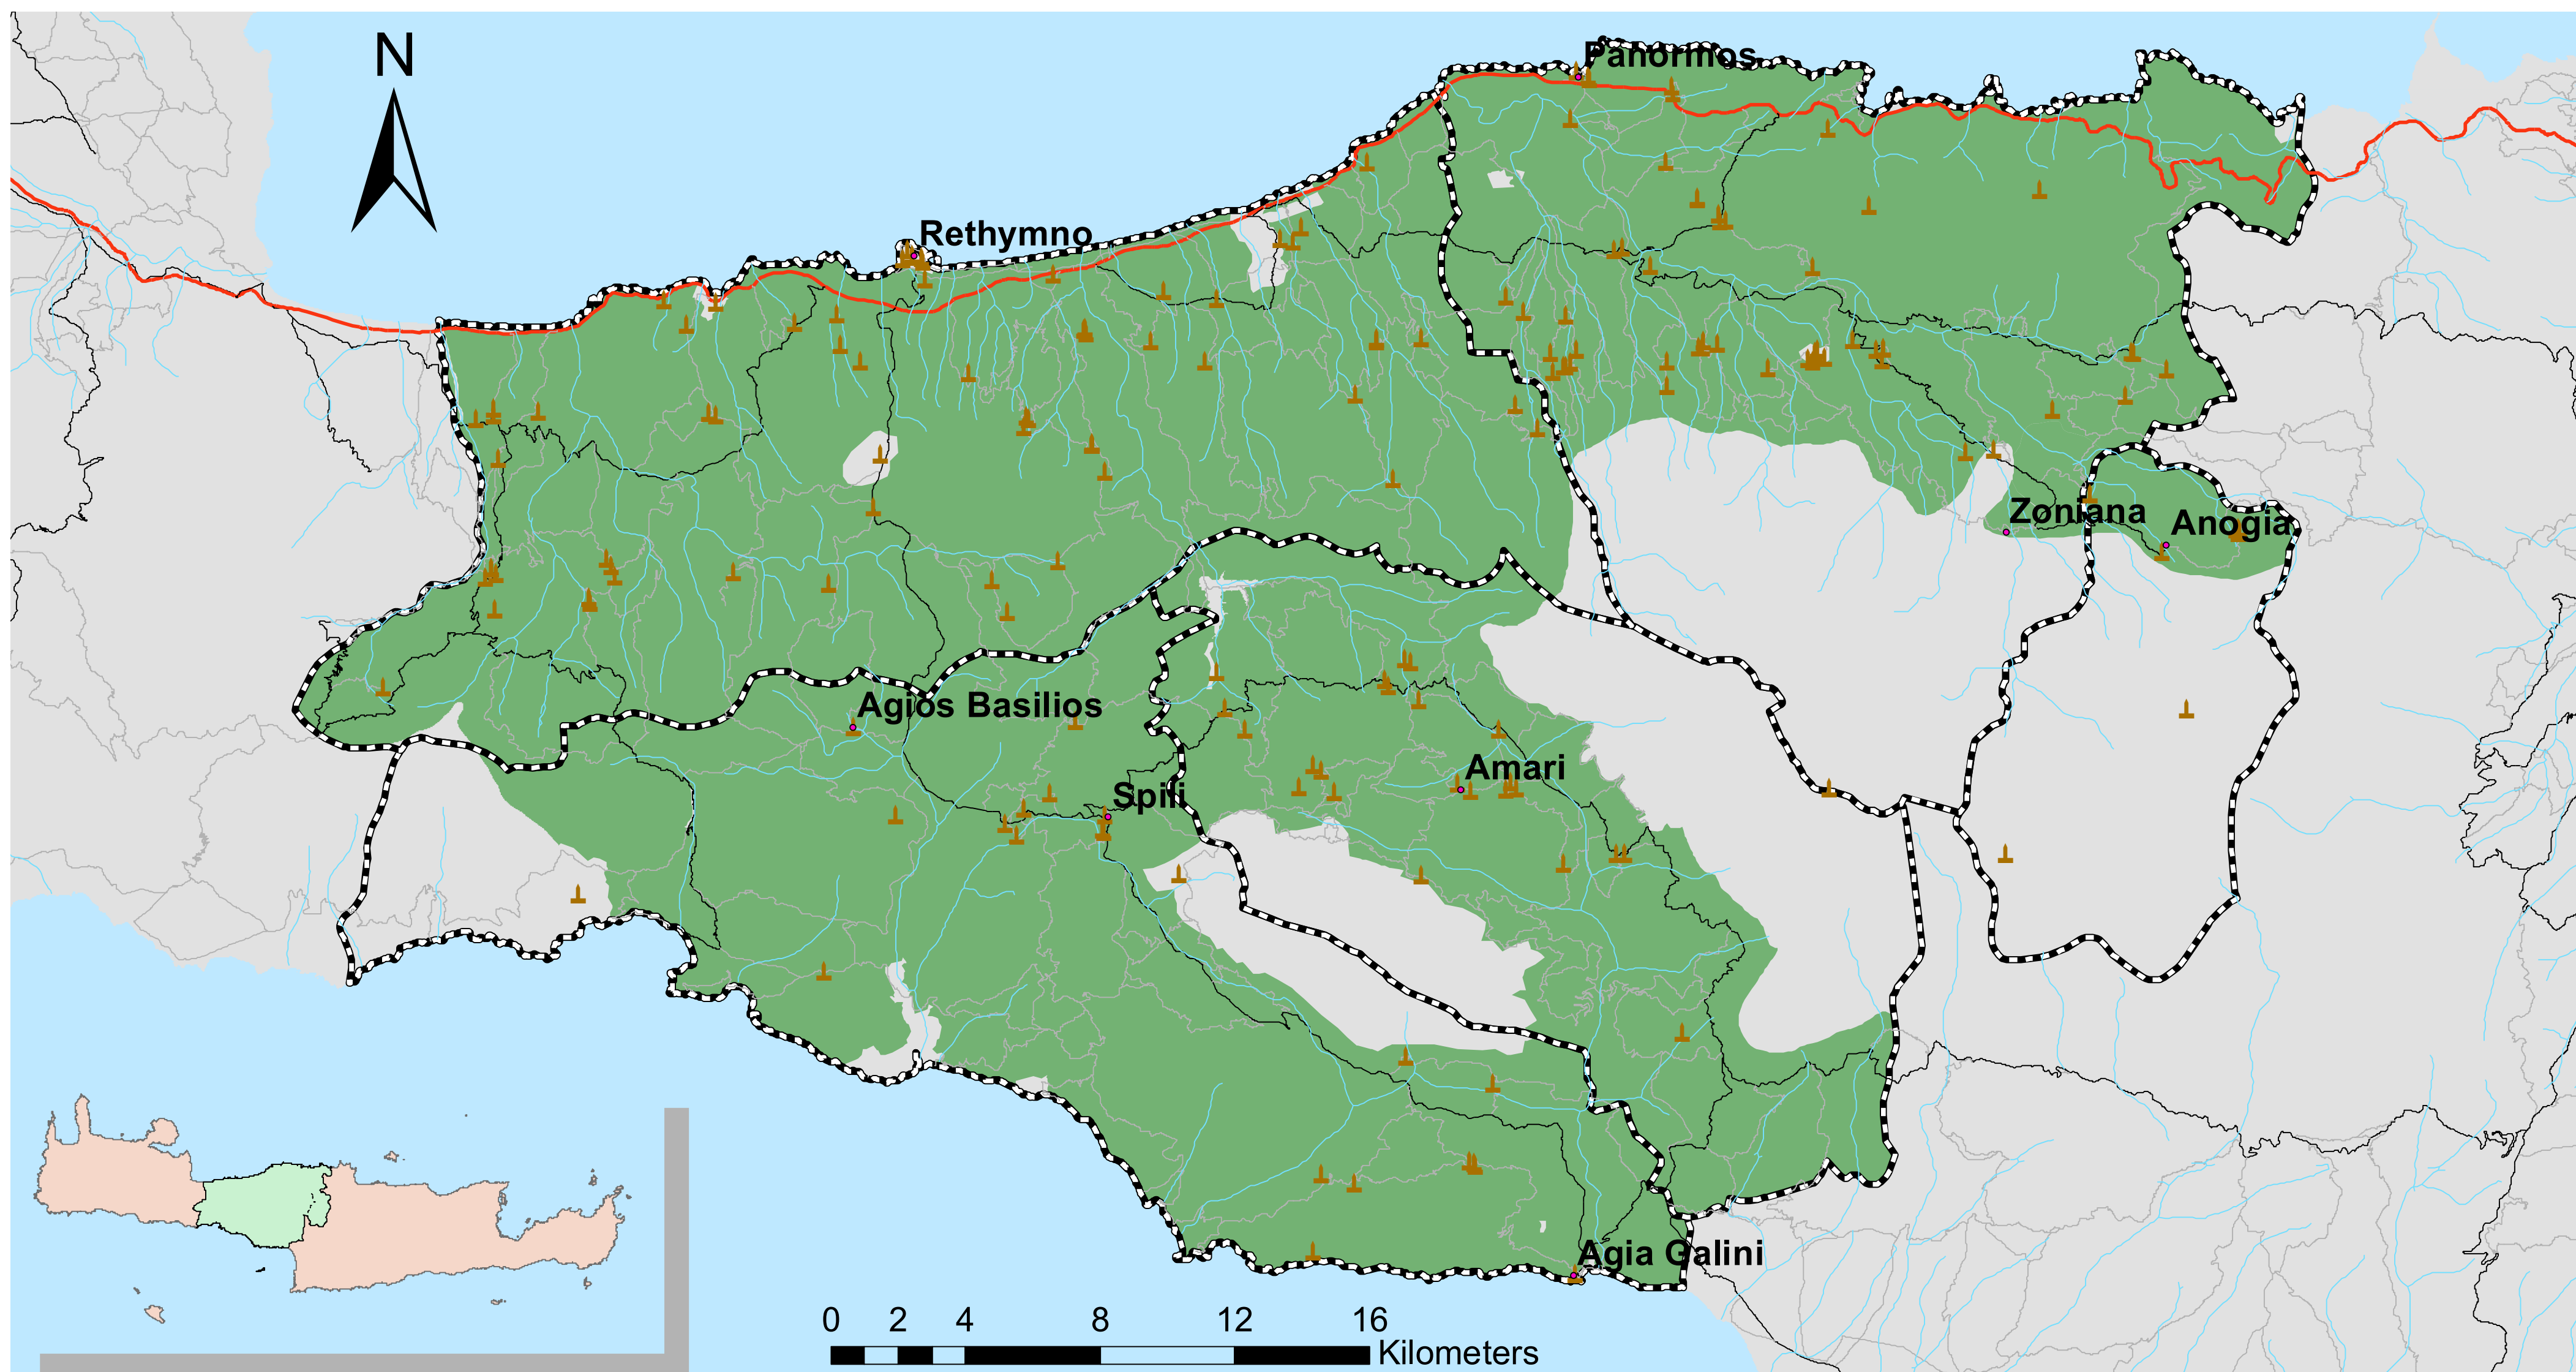 N
Panormos
Rethymno
Zoniana
Anogia
Agios Basilios
Amari
Spili
Agia Galini
0 2 4 8 12 16
Kilometers